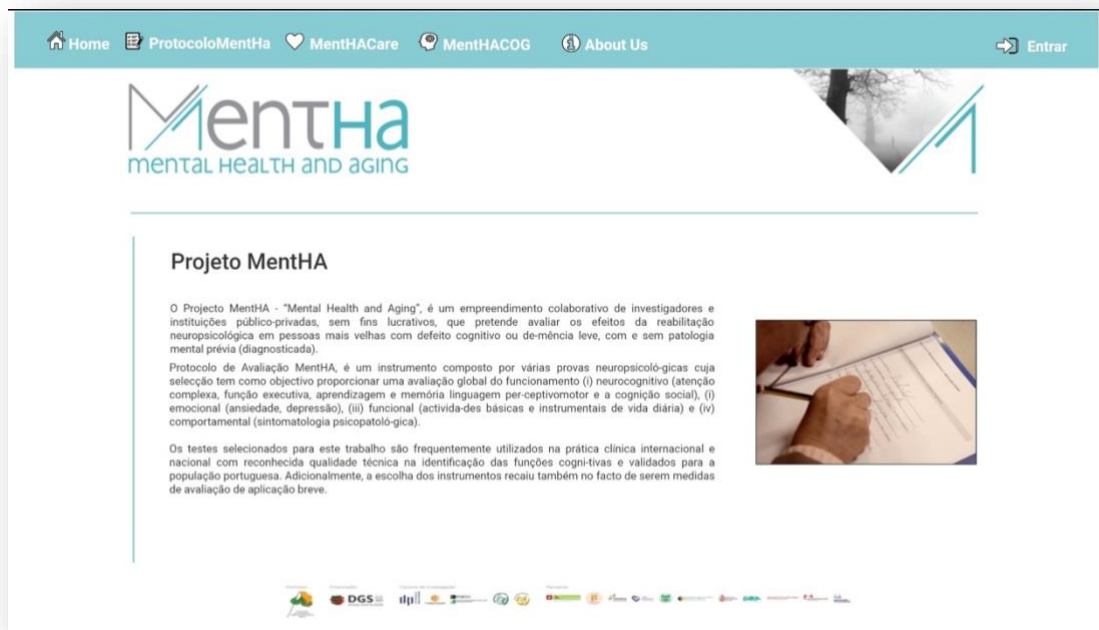 Home ProtocoloMentHa MentHACare MentHACOG About Us Entrar
MentHa
mental Health and aging
Projeto MentHA
O Projecto MentHA - “Mental Health and Aging”, é um empreendimento colaborativo de investigadores e
instituições público-privadas, sem fins lucrativos, que pretende avaliar os efeitos da reabilitação
neuropsicológica em pessoas mais velhas com defeito cognitivo ou de-mência leve, com e sem patologia
mental prévia (diagnosticada).
Protocolo de Avaliação MentHA, é um instrumento composto por várias provas neuropsicoló-gicas cuja
selecção tem como objectivo proporcionar uma avaliação global do funcionamento (i) neurocognitivo (atenção
complexa, função executiva, aprendizagem e memória linguagem per-ceptivomotor e a cognição social), (i)
emocional (ansiedade, depressão), (iii) funcional (activida-des básicas e instrumentais de vida diária) e (iv)
comportamental (sintomatologia psicopatoló-gica).
Os testes selecionados para este trabalho são frequentemente utilizados na prática clínica internacional e
nacional com reconhecida qualidade técnica na identificação das funções cogni-tivas e validados para a
população portuguesa. Adicionalmente, a escolha dos instrumentos recaiu também no facto de serem medidas
de avaliação de aplicação breve.
DGS